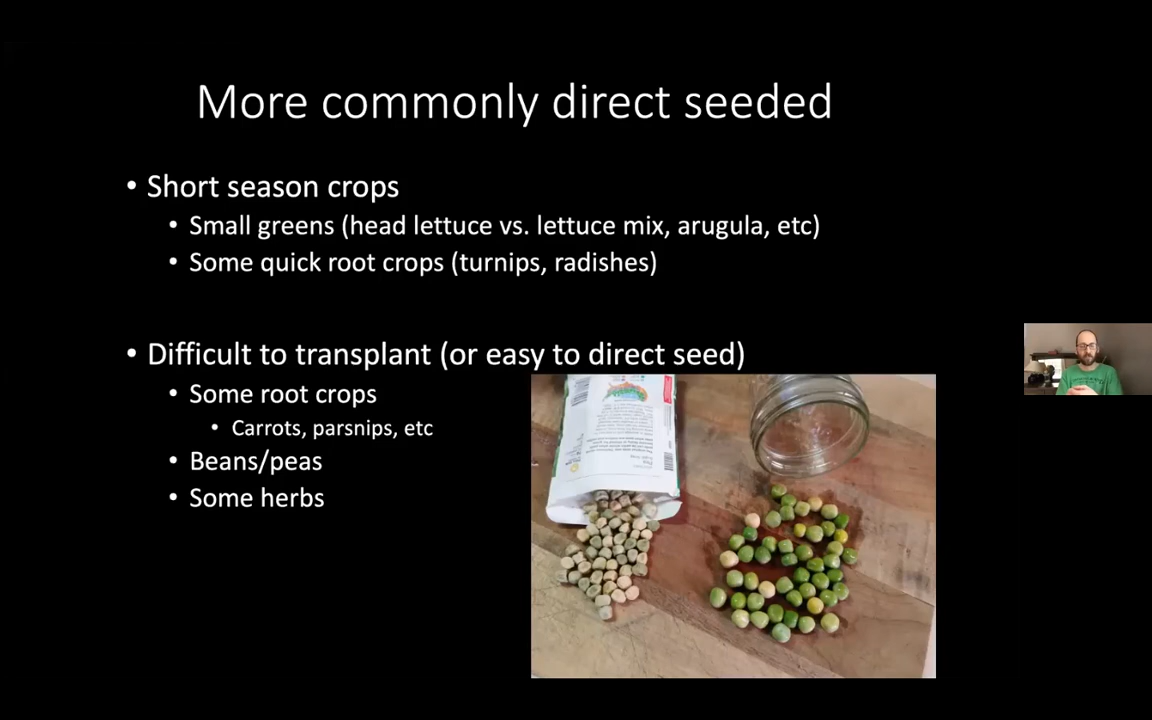 More commonly direct seeded
• Short season crops
• Small greens (head lettuce vs. lettuce mix, arugula, etc)
• Some quick root crops (turnips, radishes)
• Difficult to transplant (or easy to direct seed)
• Some root crops
• Carrots, parsnips, etc
• Beans/peas
• Some herbs